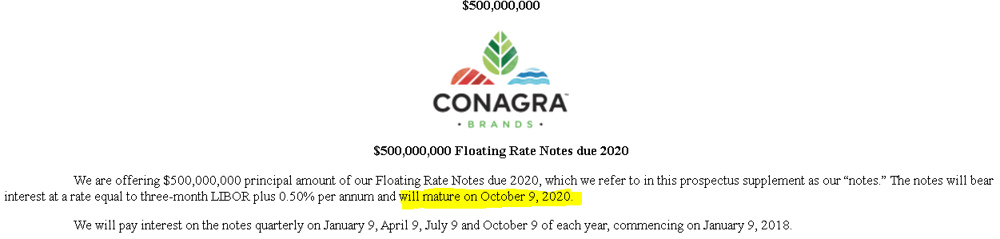 $500,000,000
CONAGRA™
• BRANDS •
$500,000,000 Floating Rate Notes due 2020
We are offering $500,000,000 principal amount of our Floating Rate Notes due 2020, which we refer to in this prospectus supplement as our “notes.” The notes will bear
interest at a rate equal to three-month LIBOR plus 0.50% per annum and will mature on October 9, 2020.
We will pay interest on the notes quarterly on January 9, April 9, July 9 and October 9 of each year, commencing on January 9, 2018.